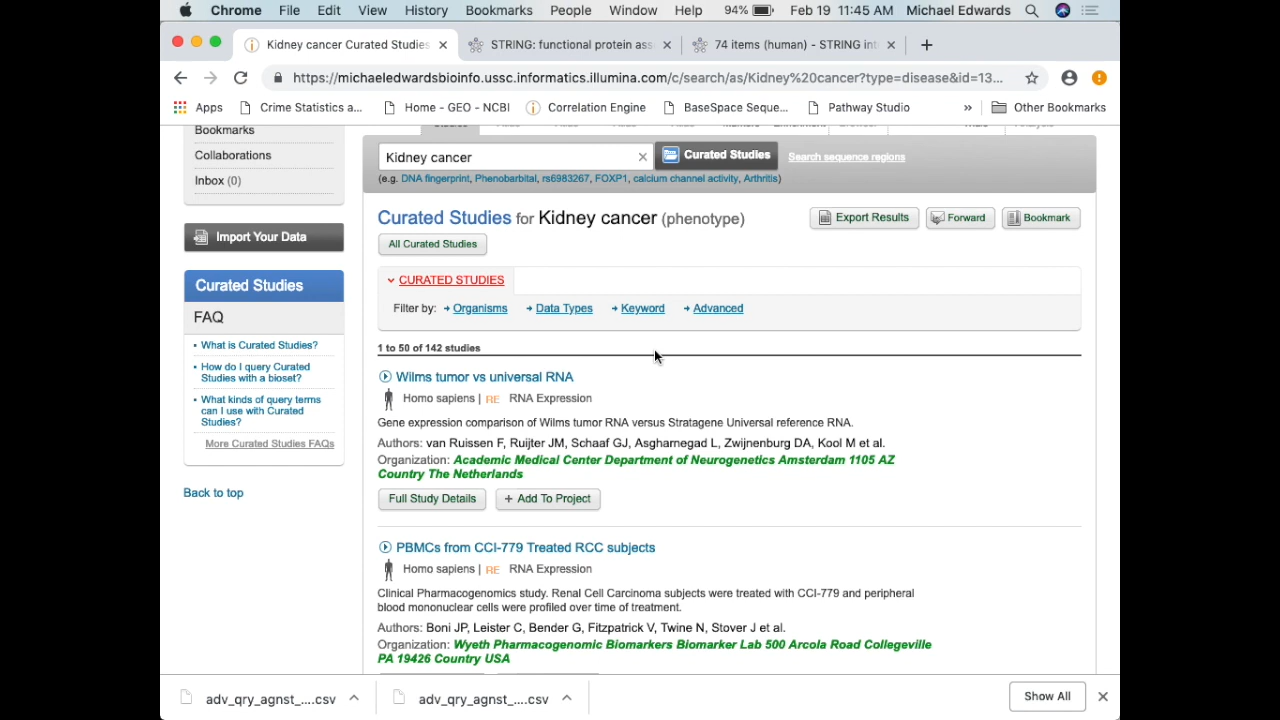 Chrome File Edit View History Bookmarks People Window Help 94% Feb 19 11:45 AM Michael Edwards
Kidney cancer Curated Studies STRING: functional protein ass 74 items (human) - STRING int
https://michaeledwardsbioinfo.ussc.informatics.illumina.com/c/search/as/Kidney%20cancer?type=disease&id=13...
Apps Crime Statistics a... Home - GEO - NCBI Correlation Engine BaseSpace Seque... Pathway Studio » Other Bookmarks
Bookmarks
Collaborations
Inbox (0)
Import Your Data
Curated Studies
FAQ
What is Curated Studies?
How do I query Curated
Studies with a bioset?
What kinds of query terms
can I use with Curated
Studies?
More Curated Studies FAQs
Back to top
Kidney cancer Curated Studies Search sequence regions
(e.g. DNA fingerprint, Phenobarbital, rs6983267, FOXP1, calcium channel activity, Arthritis)
Curated Studies for Kidney cancer (phenotype) Export Results Forward Bookmark
All Curated Studies
CURATED STUDIES
Filter by: Organisms Data Types Keyword Advanced
1 to 50 of 142 studies
Wilms tumor vs universal RNA
Homo sapiens | RE RNA Expression
Gene expression comparison of Wilms tumor RNA versus Stratagene Universal reference RNA.
Authors: van Ruissen F, Ruijter JM, Schaaf GJ, Asgharnegad L, Zwijnenburg DA, Kool M et al.
Organization: Academic Medical Center Department of Neurogenetics Amsterdam 1105 AZ
Country The Netherlands
Full Study Details + Add To Project
PBMCs from CCI-779 Treated RCC subjects
Homo sapiens | RE RNA Expression
Clinical Pharmacogenomics study. Renal Cell Carcinoma subjects were treated with CCI-779 and peripheral
blood mononuclear cells were profiled over time of treatment.
Authors: Boni JP, Leister C, Bender G, Fitzpatrick V, Twine N, Stover J et al.
Organization: Wyeth Pharmacogenomic Biomarkers Biomarker Lab 500 Arcola Road Collegeville
PA 19426 Country USA
adv_qry_agnst_....csv adv_qry_agnst_....csv Show All